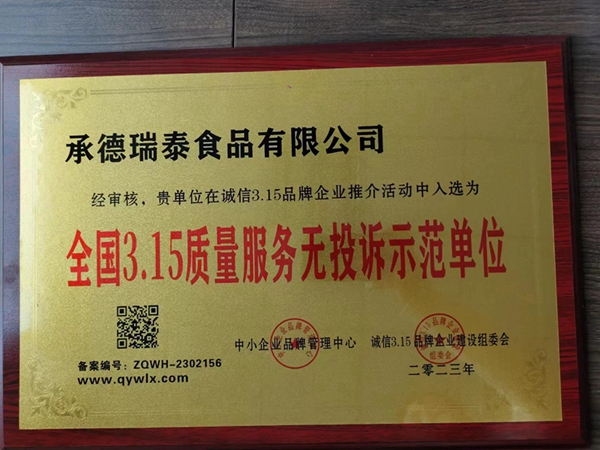 承德瑞泰食品有限公司
经审核，贵单位在诚信3.15品牌企业推介活动中入选为
全国3.15质量服务无投诉示范单位
中小企业品牌管理中心 诚信3.15品牌企业建设组委会
备案编号：ZQWH-2302156
www.qywlx.com
二零二三年